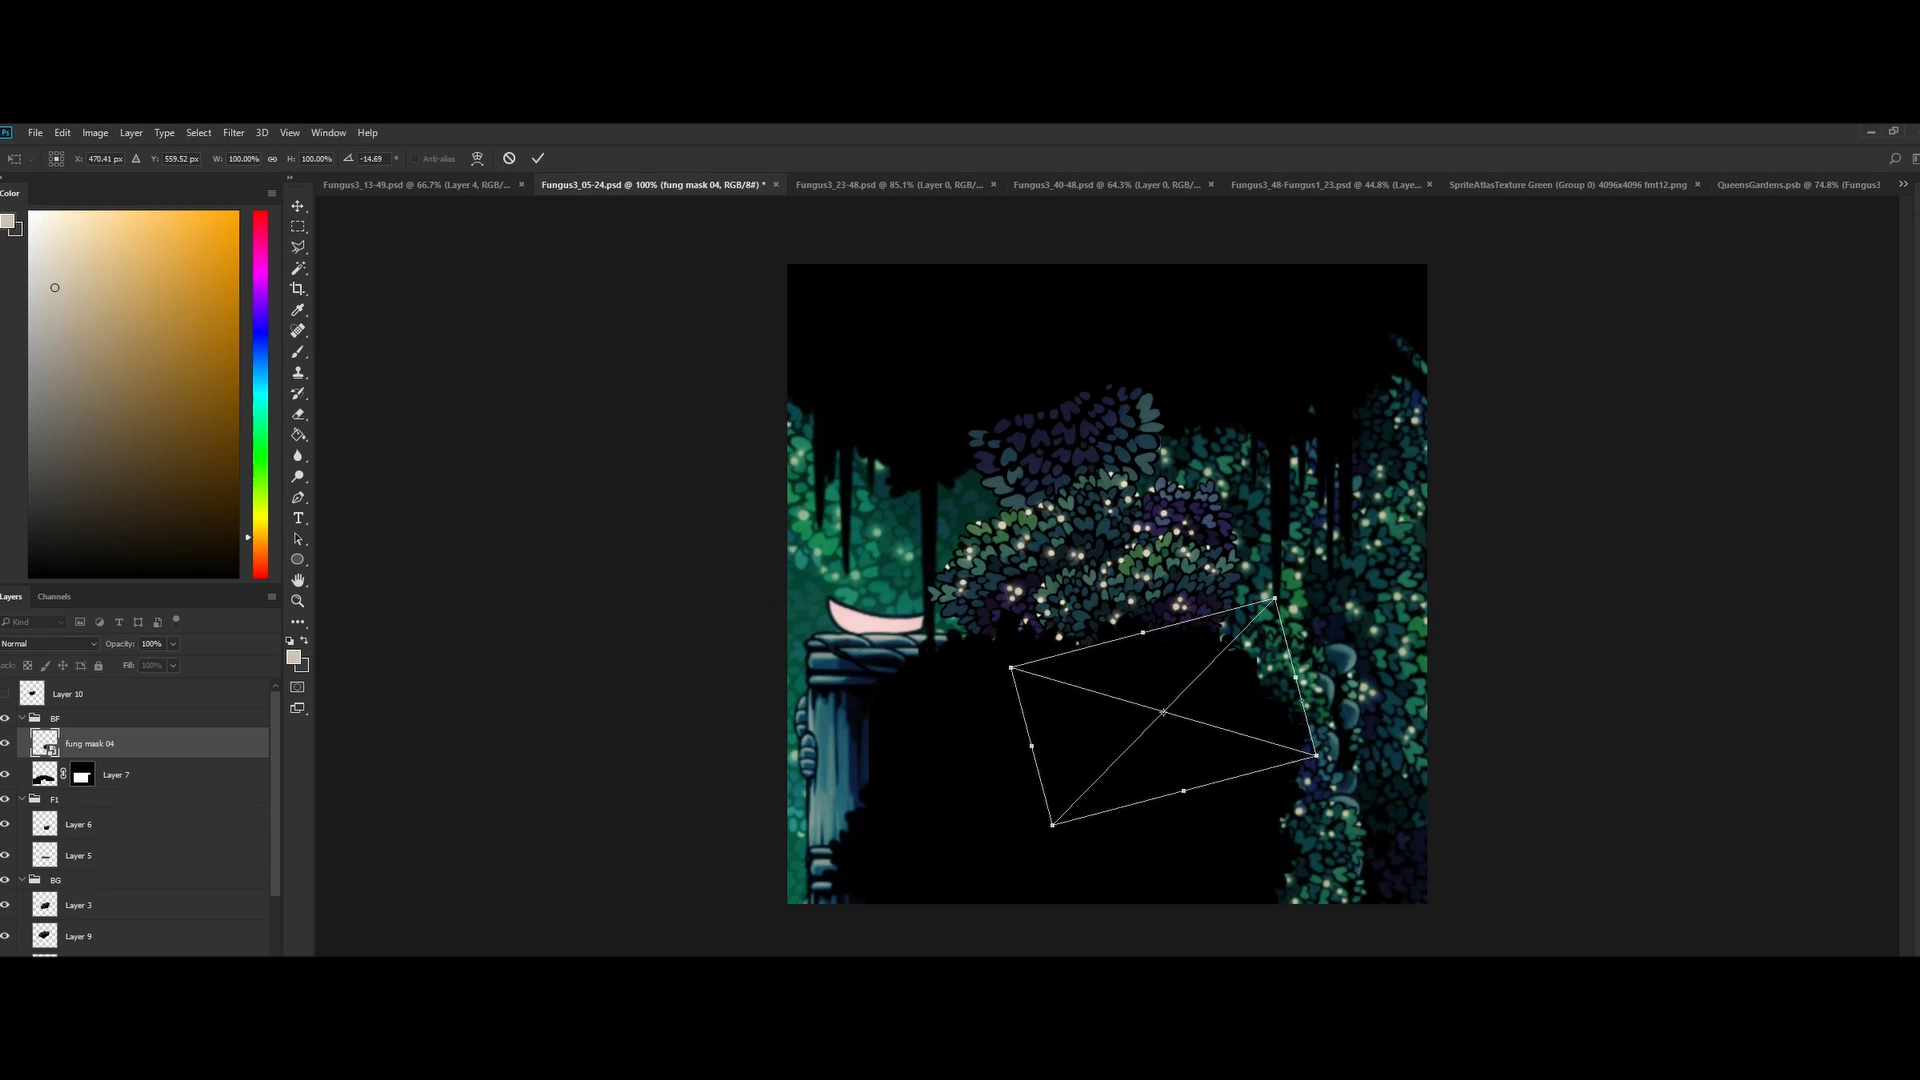 Ps File Edit Image Layer Type Select Filter 3D View Window Help
X: 470.41 px Y: 559.52 px W: 100.00% H: 100.00% -14.69 ° Anti-alias
Fungus3_13-49.psd @ 66.7% (Layer 4, RGB/... × Fungus3_05-24.psd @ 100% (fung mask 04, RGB/8#) * × Fungus3_23-48.psd @ 85.1% (Layer 0, RGB/... × Fungus3_40-48.psd @ 64.3% (Layer 0, RGB/... × Fungus3_48-Fungus1_23.psd @ 44.8% (Laye... × SpriteAtlasTexture Green (Group 0) 4096x4096 fmt12.png × QueensGardens.psb @ 74.8% (Fungus3
Color
Layers Channels
Kind
Normal Opacity: 100%
Lock: Fill: 100%
Layer 10
BF
fung mask 04
Layer 7
F1
Layer 6
Layer 5
BG
Layer 3
Layer 9